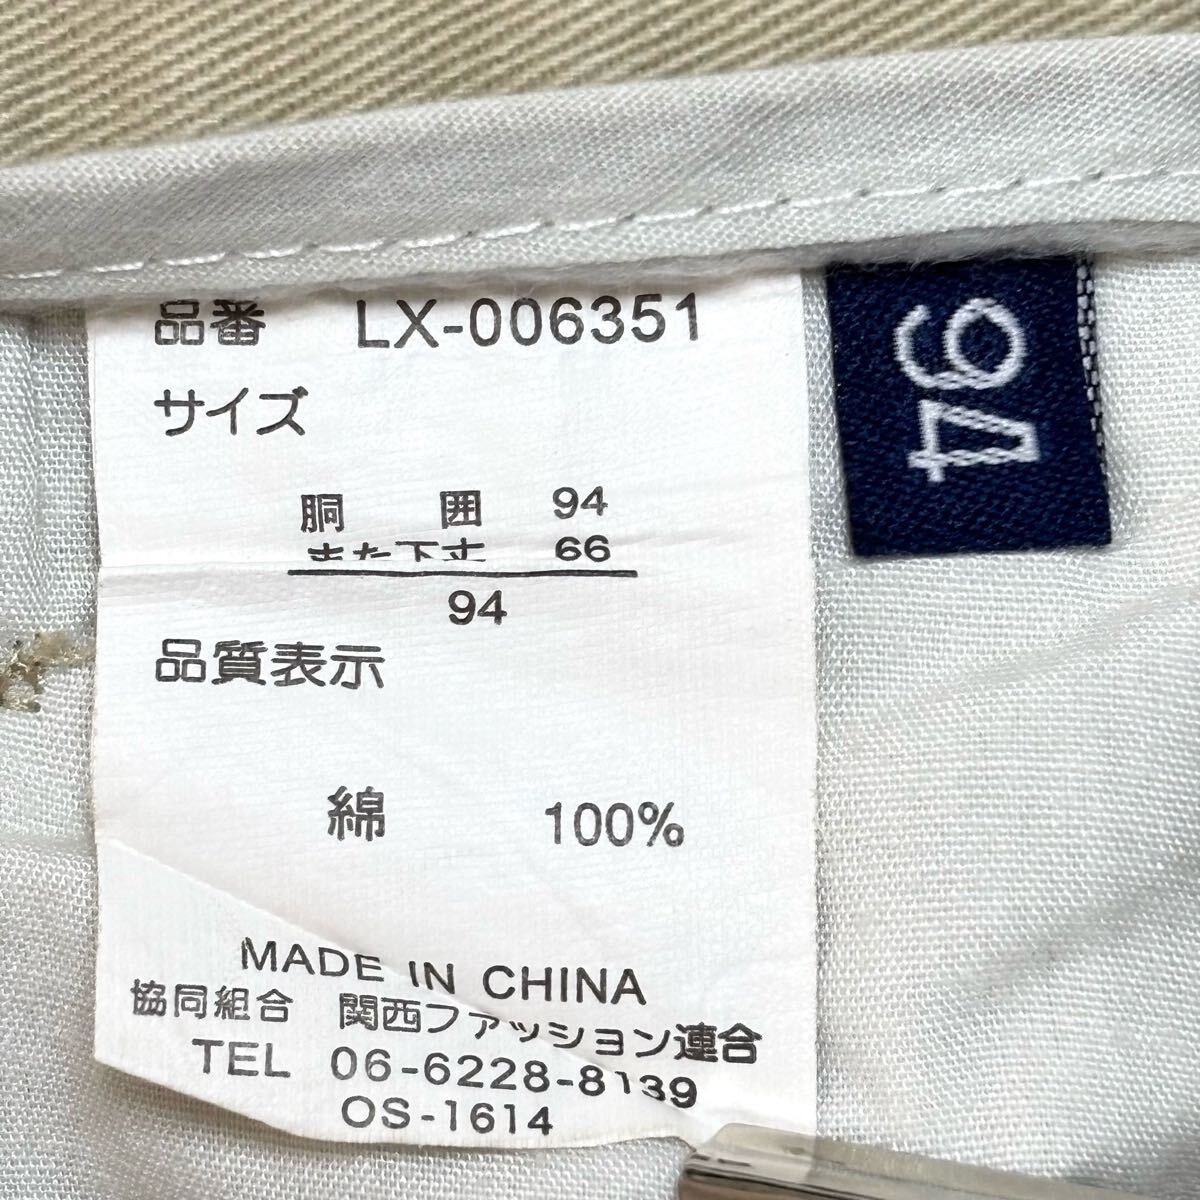 品番 LX-006351
サイズ
胴 囲 94
また下丈 66
94
品質表示
綿 100%
MADE IN CHINA
協同組合 関西ファッション連合
TEL 06-6228-8139
OS-1614
94